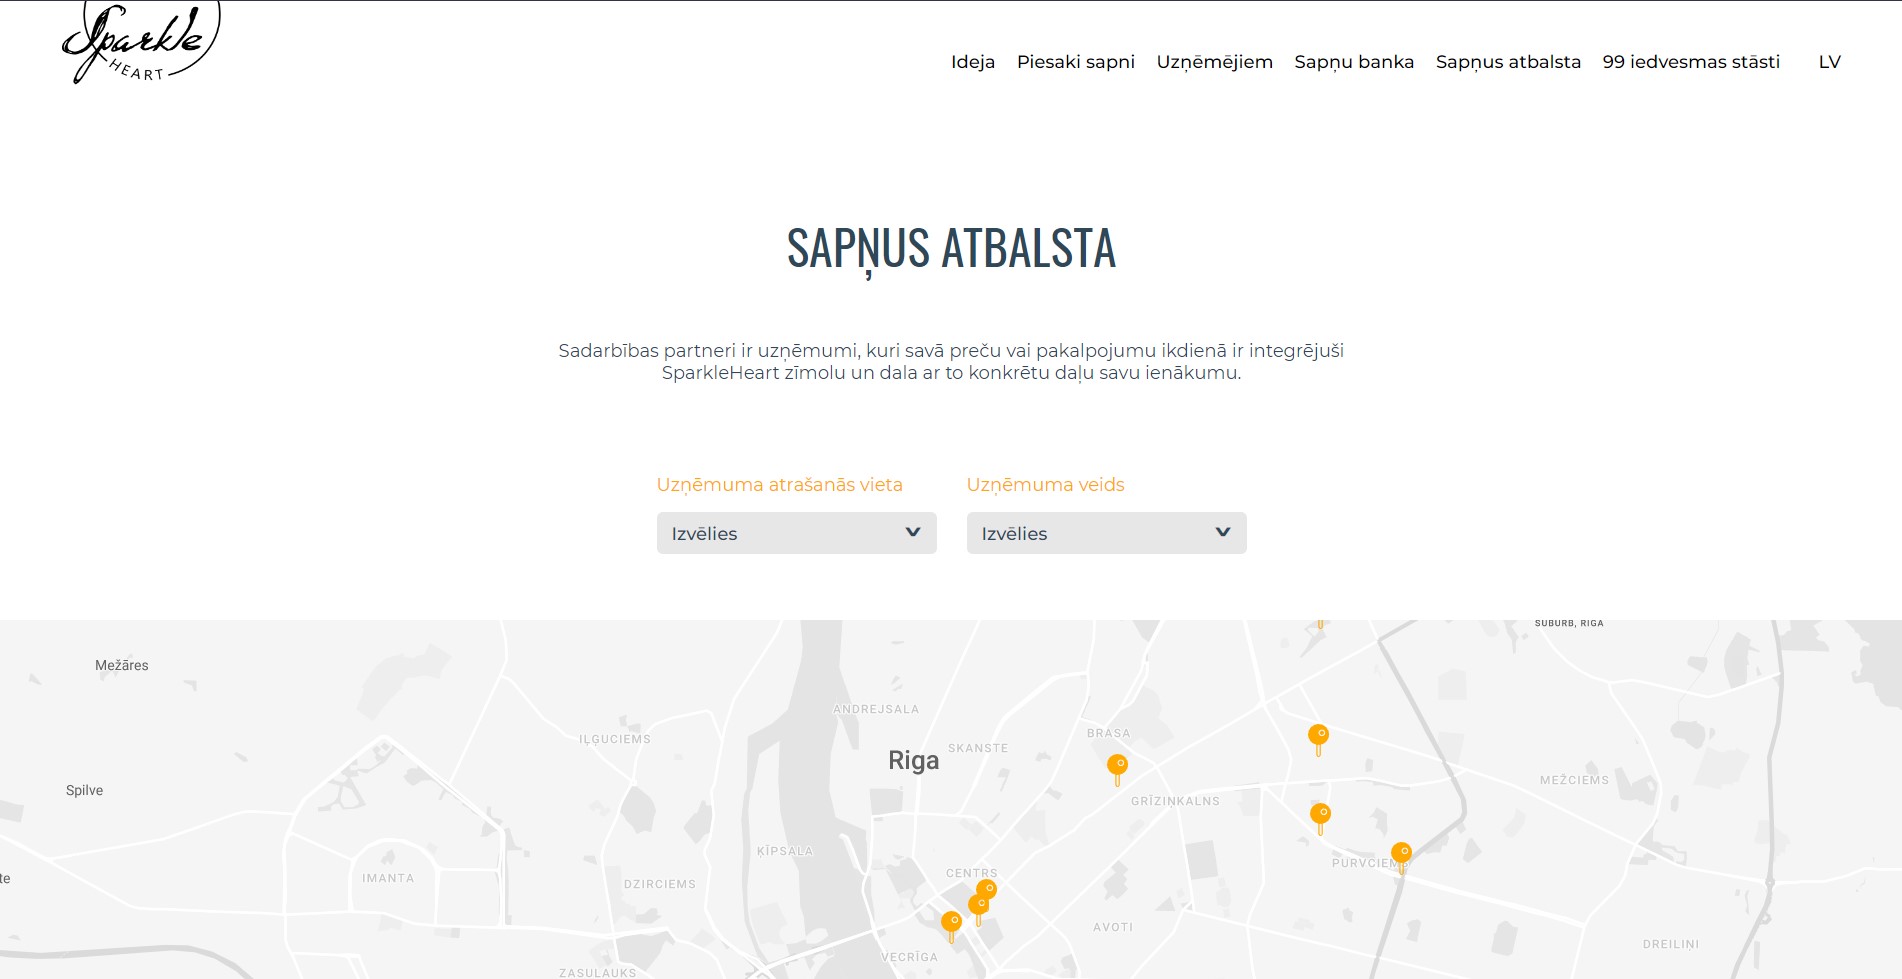 Sparkle
HEART
Ideja Piesaki sapni Uzņēmējiem Sapņu banka Sapņus atbalsta 99 iedvesmas stāsti LV
SAPŅUS ATBALSTA
Sadarbības partneri ir uzņēmumi, kuri savā preču vai pakalpojumu ikdienā ir integrējuši
SparkleHeart zīmolu un dala ar to konkrētu daļu savu ienākumu.
Uzņēmuma atrašanās vieta Uzņēmuma veids
Izvēlies Izvēlies
SUBURB, RIGA
Mežāres
ANDREJSALA
BRASA
IĻĢUCIEMS
SKANSTE
Riga
MEŽCIEMS
Spilve
GRĪZIŅKALNS
ĶĪPSALA
PURVCIEMS
CENTRS
te
IMANTA
DZIRCIEMS
AVOTI
DREILIŅI
VECRĪGA
ZASULAUKS